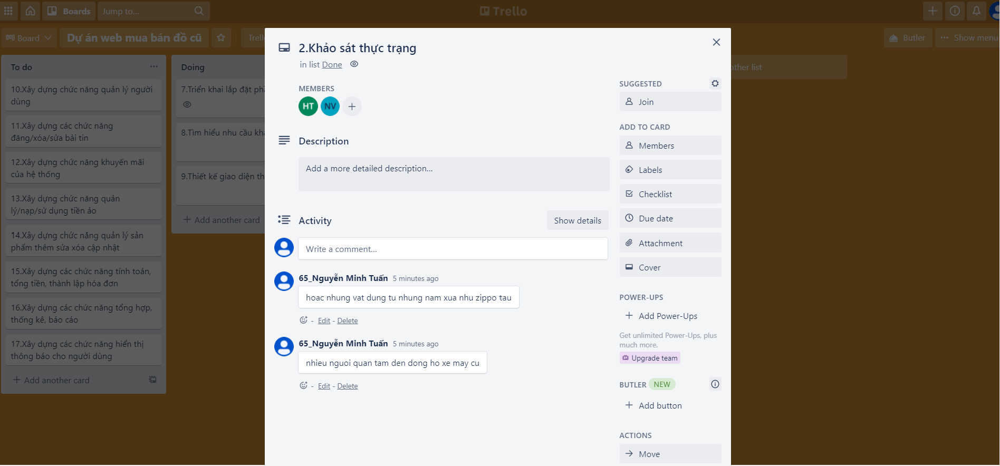 Boards
Jump to...
Trello
Board
Dự án web mua bán đồ cũ
Butler
Show menu
To do
10.Xây dựng chức năng quản lý người
dùng
11.Xây dựng các chức năng
đăng/xóa/sửa bài tin
12.Xây dựng chức năng khuyến mãi
của hệ thống
13.Xây dựng chức năng quản
lý/nạp/sử dụng tiền ảo
14.Xây dựng chức năng quản lý sản
phẩm thêm sửa xóa cập nhật
15.Xây dựng các chức năng tính toán,
tổng tiền, thành lập hóa đơn
16.Xây dựng các chức năng tổng hợp,
thống kê, báo cáo
17.Xây dựng các chức năng hiển thị
thông báo cho người dùng
Add another card
Doing
7.Triển khai lắp đặt
8.Tìm hiểu nhu cầu
9.Thiết kế giao diện
Add another card
list
2.Khảo sát thực trạng
in list Done
MEMBERS
HT NV
Description
Add a more detailed description...
Activity
Show details
Write a comment...
65_Nguyễn Minh Tuấn 5 minutes ago
hoac nhung vat dung tu nhung nam xua nhu zippo tau
- Edit - Delete
65_Nguyễn Minh Tuấn 5 minutes ago
nhieu nguoi quan tam den dong ho xe may cu
- Edit - Delete
SUGGESTED
Join
ADD TO CARD
Members
Labels
Checklist
Due date
Attachment
Cover
POWER-UPS
Add Power-Ups
Get unlimited Power-Ups, plus
much more.
Upgrade team
BUTLER NEW
Add button
ACTIONS
Move